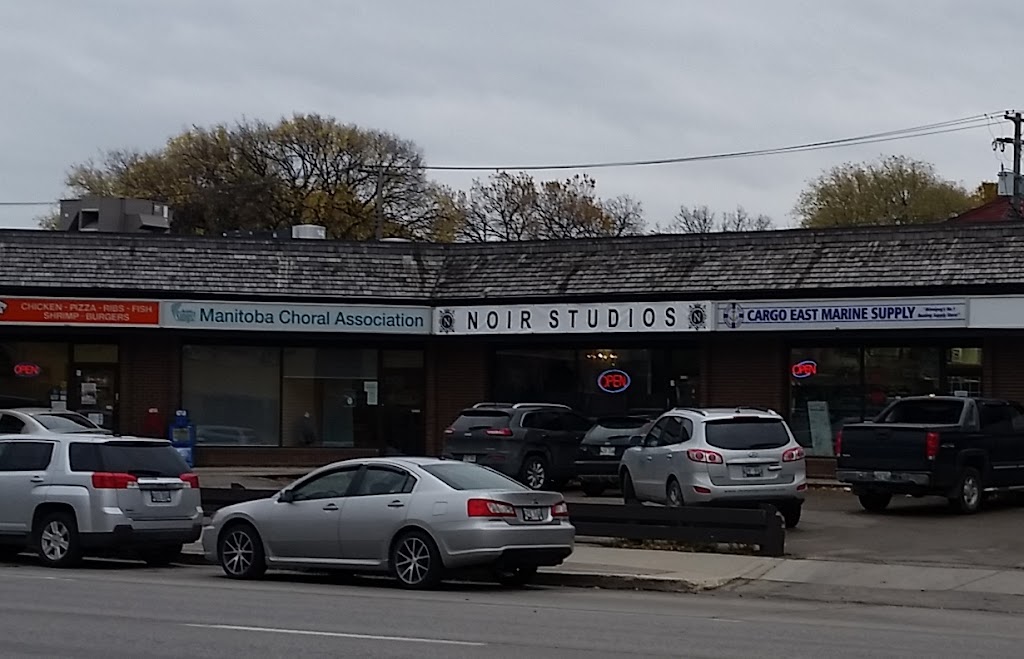 CHICKEN - PIZZA - RIBS - FISH
SHRIMP - BURGERS
Manitoba Choral Association
NOIR STUDIOS
CARGO EAST MARINE SUPPLY
OPEN
OPEN
OPEN